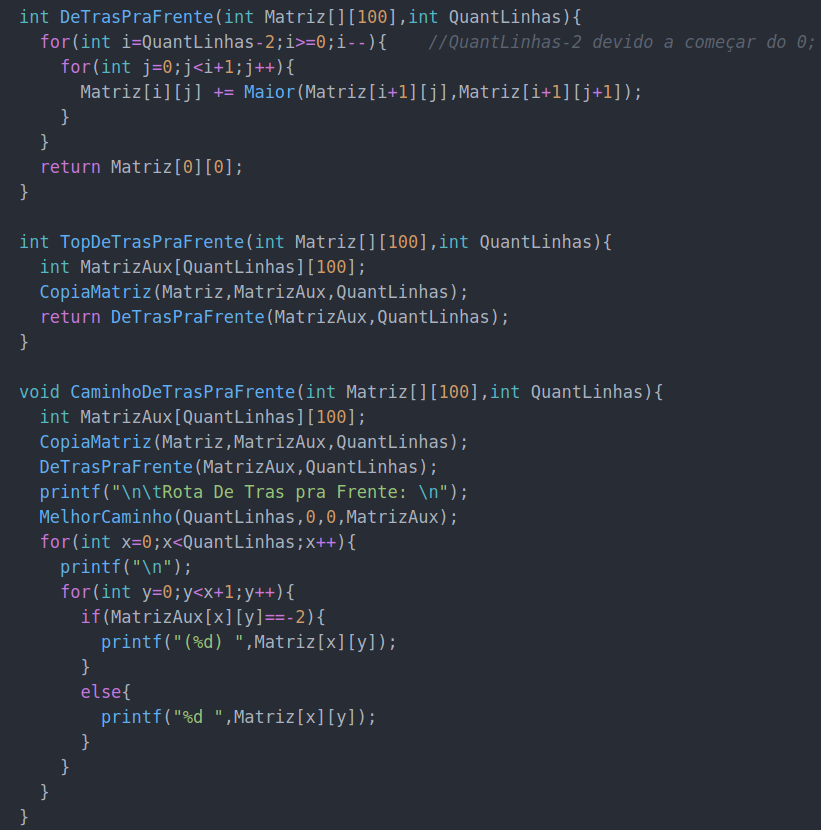 int DeTrasPraFrente(int Matriz[][100],int QuantLinhas){
  for(int i=QuantLinhas-2;i>=0;i--){    //QuantLinhas-2 devido a começar do 0;
    for(int j=0;j<i+1;j++){
      Matriz[i][j] += Maior(Matriz[i+1][j],Matriz[i+1][j+1]);
    }
  }
  return Matriz[0][0];
}

int TopDeTrasPraFrente(int Matriz[][100],int QuantLinhas){
  int MatrizAux[QuantLinhas][100];
  CopiaMatriz(Matriz,MatrizAux,QuantLinhas);
  return DeTrasPraFrente(MatrizAux,QuantLinhas);
}

void CaminhoDeTrasPraFrente(int Matriz[][100],int QuantLinhas){
  int MatrizAux[QuantLinhas][100];
  CopiaMatriz(Matriz,MatrizAux,QuantLinhas);
  DeTrasPraFrente(MatrizAux,QuantLinhas);
  printf("\n\tRota De Tras pra Frente: \n");
  MelhorCaminho(QuantLinhas,0,0,MatrizAux);
  for(int x=0;x<QuantLinhas;x++){
    printf("\n");
    for(int y=0;y<x+1;y++){
      if(MatrizAux[x][y]==-2){
        printf("(%d) ",Matriz[x][y]);
      }
      else{
        printf("%d ",Matriz[x][y]);
      }
    }
  }
}